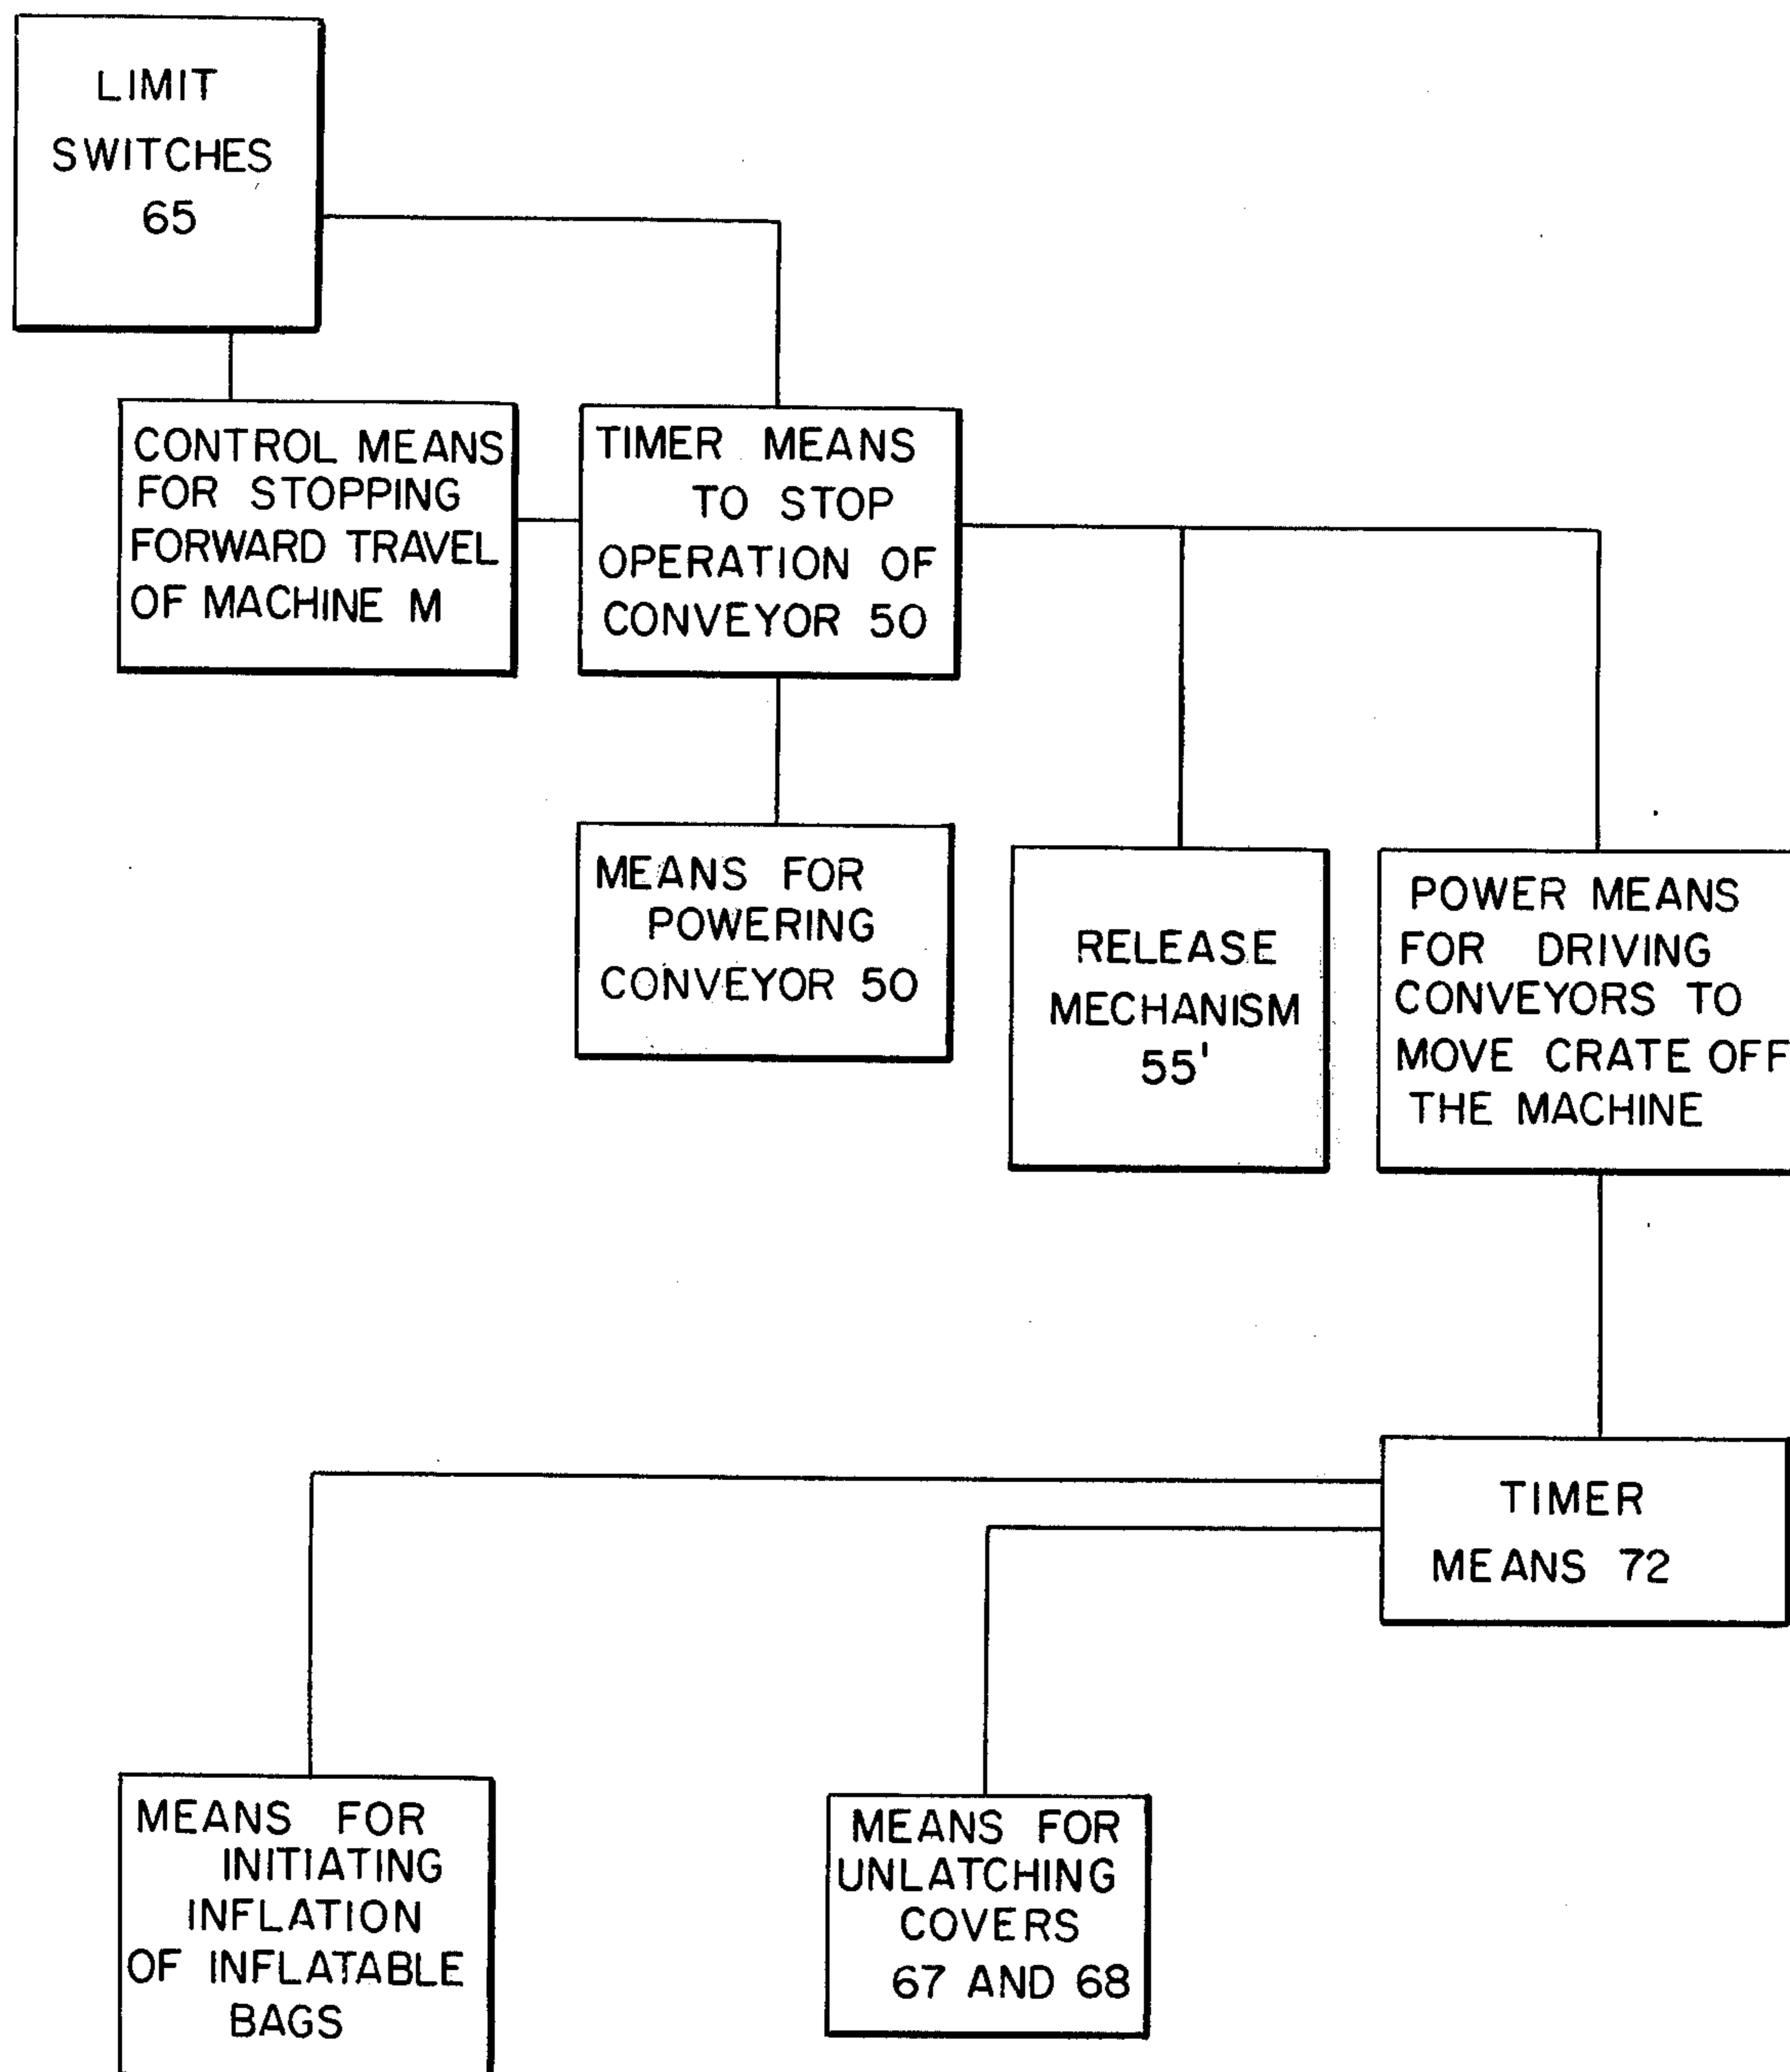 LIMIT
SWITCHES
65
CONTROL MEANS
FOR STOPPING
FORWARD TRAVEL
OF MACHINE M
TIMER MEANS
TO STOP
OPERATION OF
CONVEYOR 50
MEANS FOR
POWERING
CONVEYOR 50
RELEASE
MECHANISM
55'
POWER MEANS
FOR DRIVING
CONVEYORS TO
MOVE CRATE OFF
THE MACHINE
TIMER
MEANS 72
MEANS FOR
INITIATING
INFLATION
OF INFLATABLE
BAGS
MEANS FOR
UNLATCHING
COVERS
67 AND 68